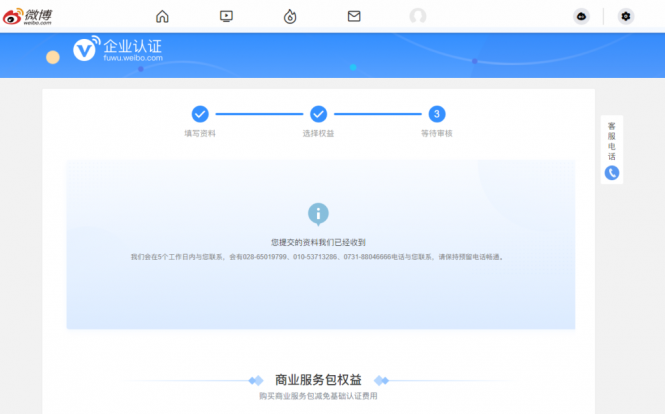 微博
weibo.com
企业认证
fuwu.weibo.com
3
填写资料
选择权益
等待审核
客服电话
您提交的资料我们已经收到
我们会在5个工作日内与您联系，会有028-65019799、010-53713286、0731-88046666电话与您联系，请保持预留电话畅通。
商业服务包权益
购买商业服务包减免基础认证费用